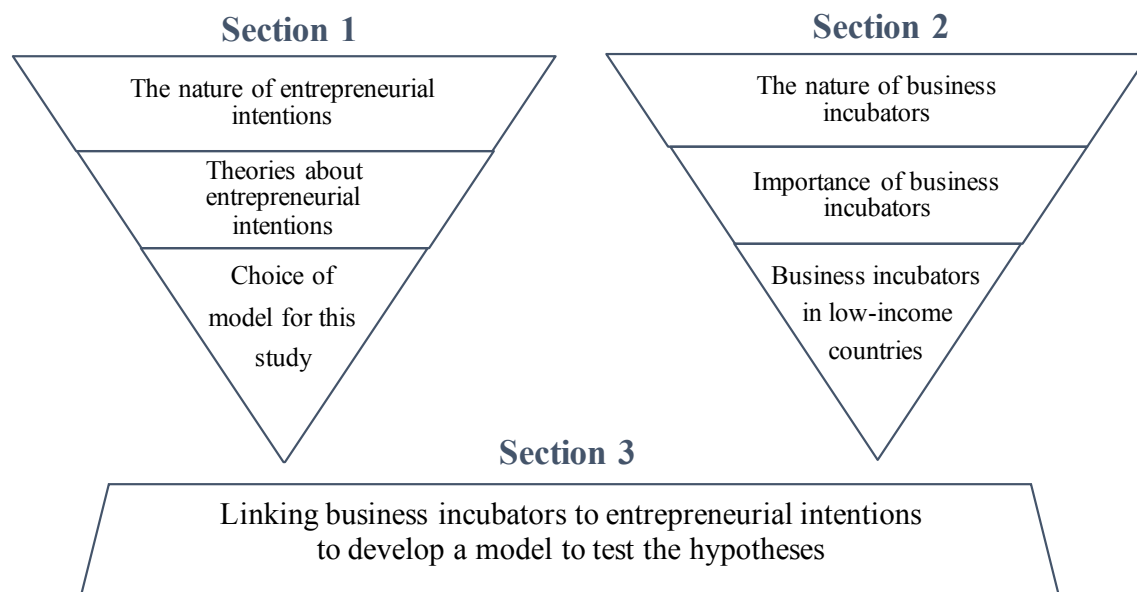 Section 1
The nature of entrepreneurial
intentions
Theories about
entrepreneurial
intentions
Choice of
model for this
study
Section 2
The nature of business
incubators
Importance of business
incubators
Business incubators
in low-income
countries
Section 3
Linking business incubators to entrepreneurial intentions
to develop a model to test the hypotheses